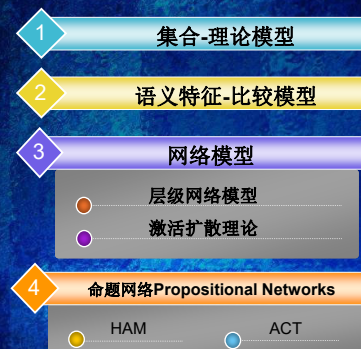 1 集合-理论模型
2 语义特征-比较模型
3 网络模型
层级网络模型
激活扩散理论
4 命题网络Propositional Networks
HAM ACT